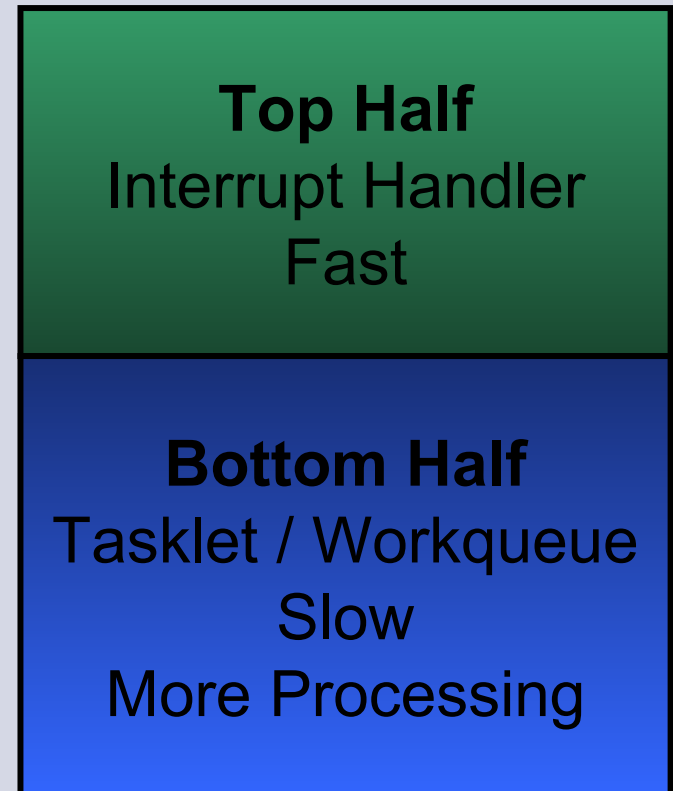 Top Half
Interrupt Handler
Fast
Bottom Half
Tasklet / Workqueue
Slow
More Processing